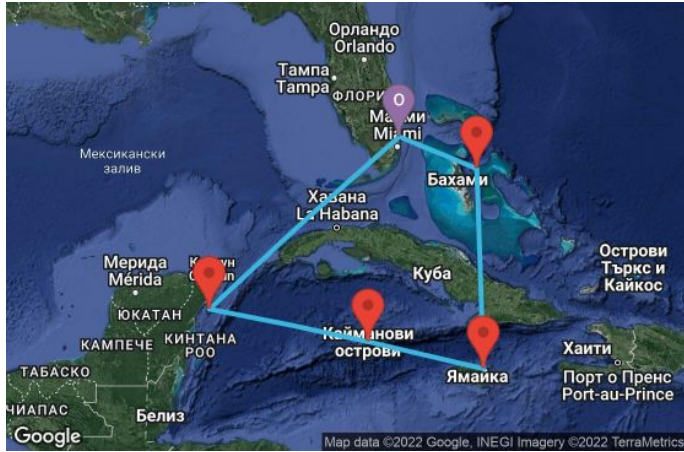 Орландо
Orlando
Тампа
Tampa
ФЛОРИ
O
Miami
Мексикански
залив
Бахами
Хавана
La Habana
Мерида
Mérida
Куба
Острови
Търкс и
Кайкос
ЮКАТАН
КАМПЕЧЕ
КИНТАНА
РОО
Кайманови
острови
Хаити
ТАБАСКО
Ямайка
Порт о Пренс
Port-au-Prince
ЧИАПАС
Белиз
Google
Map data ©2022 Google, INEGI Imagery ©2022 TerraMetrics